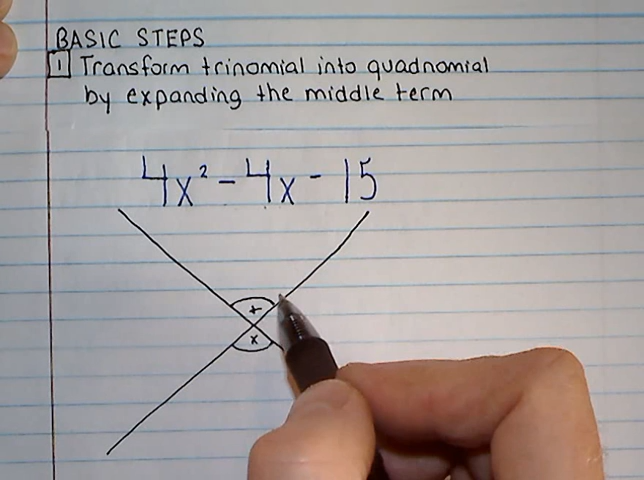 BASIC STEPS
1 Transform trinomial into quadnomial
by expanding the middle term
4x² - 4x - 15
+
x